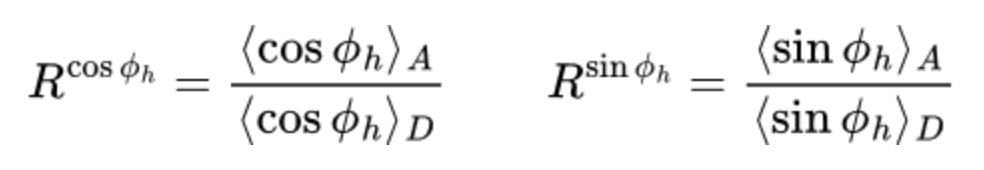 $R^{\cos \phi_h} = \frac{\langle \cos \phi_h \rangle_A}{\langle \cos \phi_h \rangle_D}$ $R^{\sin \phi_h} = \frac{\langle \sin \phi_h \rangle_A}{\langle \sin \phi_h \rangle_D}$